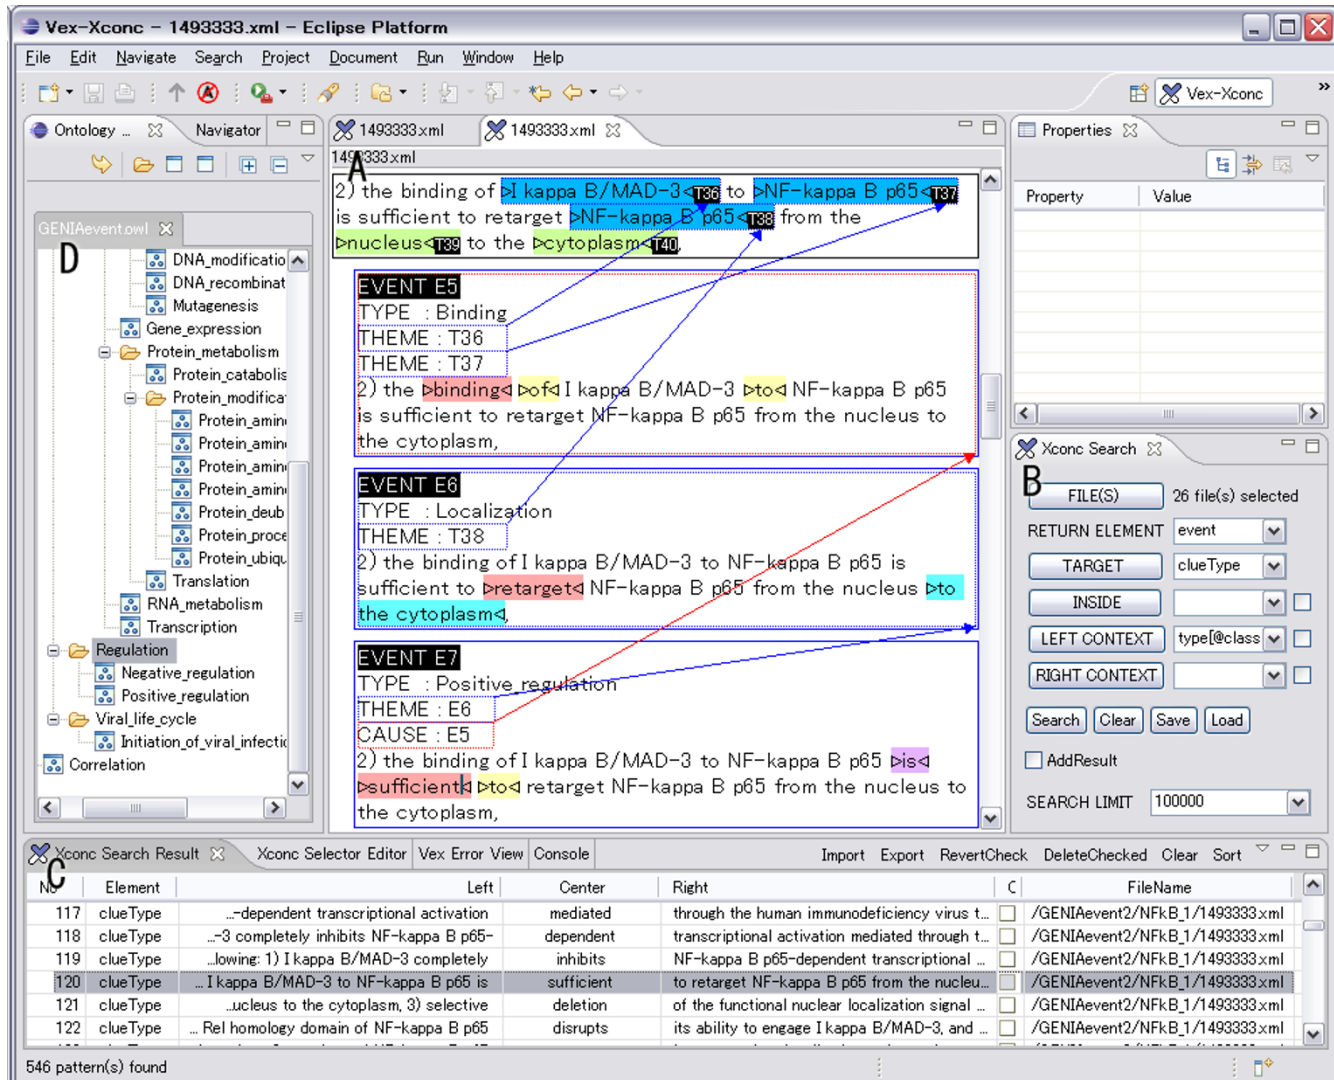 Vex-Xconc - 1493333.xml - Eclipse Platform
File Edit Navigate Search Project Document Run Window Help
Vex-Xconc
Ontology ... Navigator
GENIAevent.owl
D
DNA_modificatio
DNA_recombinat
Mutagenesis
Gene_expression
Protein_metabolism
Protein_catabolis
Protein_modifica
Protein_amin
Protein_amin
Protein_amin
Protein_amin
Protein_deub
Protein_proce
Protein_ubiqu
Translation
RNA_metabolism
Transcription
Regulation
Negative_regulation
Positive_regulation
Viral_life_cycle
Initiation_of_viral_infectic
Correlation
1493333.xml 1493333.xml
1493333.xml
A
2) the binding of I kappa B/MAD-3 T36 to NF-kappa B p65 T37
is sufficient to retarget NF-kappa B p65 T38 from the
nucleus T39 to the cytoplasm T40,
EVENT E5
TYPE : Binding
THEME : T36
THEME : T37
2) the binding of I kappa B/MAD-3 to NF-kappa B p65
is sufficient to retarget NF-kappa B p65 from the nucleus to
the cytoplasm,
EVENT E6
TYPE : Localization
THEME : T38
2) the binding of I kappa B/MAD-3 to NF-kappa B p65 is
sufficient to retarget NF-kappa B p65 from the nucleus to
the cytoplasm,
EVENT E7
TYPE : Positive_regulation
THEME : E6
CAUSE : E5
2) the binding of I kappa B/MAD-3 to NF-kappa B p65 is
sufficient to retarget NF-kappa B p65 from the nucleus to
the cytoplasm,
Properties
Property Value
Xconc Search
B
FILE(S) 26 file(s) selected
RETURN ELEMENT event
TARGET clueType
INSIDE
LEFT CONTEXT type[@class
RIGHT CONTEXT
Search Clear Save Load
AddResult
SEARCH LIMIT 100000
Xconc Search Result Xconc Selector Editor Vex Error View Console Import Export RevertCheck DeleteChecked Clear Sort
C
No Element Left Center Right C FileName
117 clueType ...-dependent transcriptional activation mediated through the human immunodeficiency virus t... /GENIAevent2/NFkB_1/1493333.xml
118 clueType ...-3 completely inhibits NF-kappa B p65- dependent transcriptional activation mediated through t... /GENIAevent2/NFkB_1/1493333.xml
119 clueType ...lowing: 1) I kappa B/MAD-3 completely inhibits NF-kappa B p65-dependent transcriptional ... /GENIAevent2/NFkB_1/1493333.xml
120 clueType ... I kappa B/MAD-3 to NF-kappa B p65 is sufficient to retarget NF-kappa B p65 from the nucleu... /GENIAevent2/NFkB_1/1493333.xml
121 clueType ...ucleus to the cytoplasm, 3) selective deletion of the functional nuclear localization signal ... /GENIAevent2/NFkB_1/1493333.xml
122 clueType ... Rel homology domain of NF-kappa B p65 disrupts its ability to engage I kappa B/MAD-3, and ... /GENIAevent2/NFkB_1/1493333.xml
546 pattern(s) found